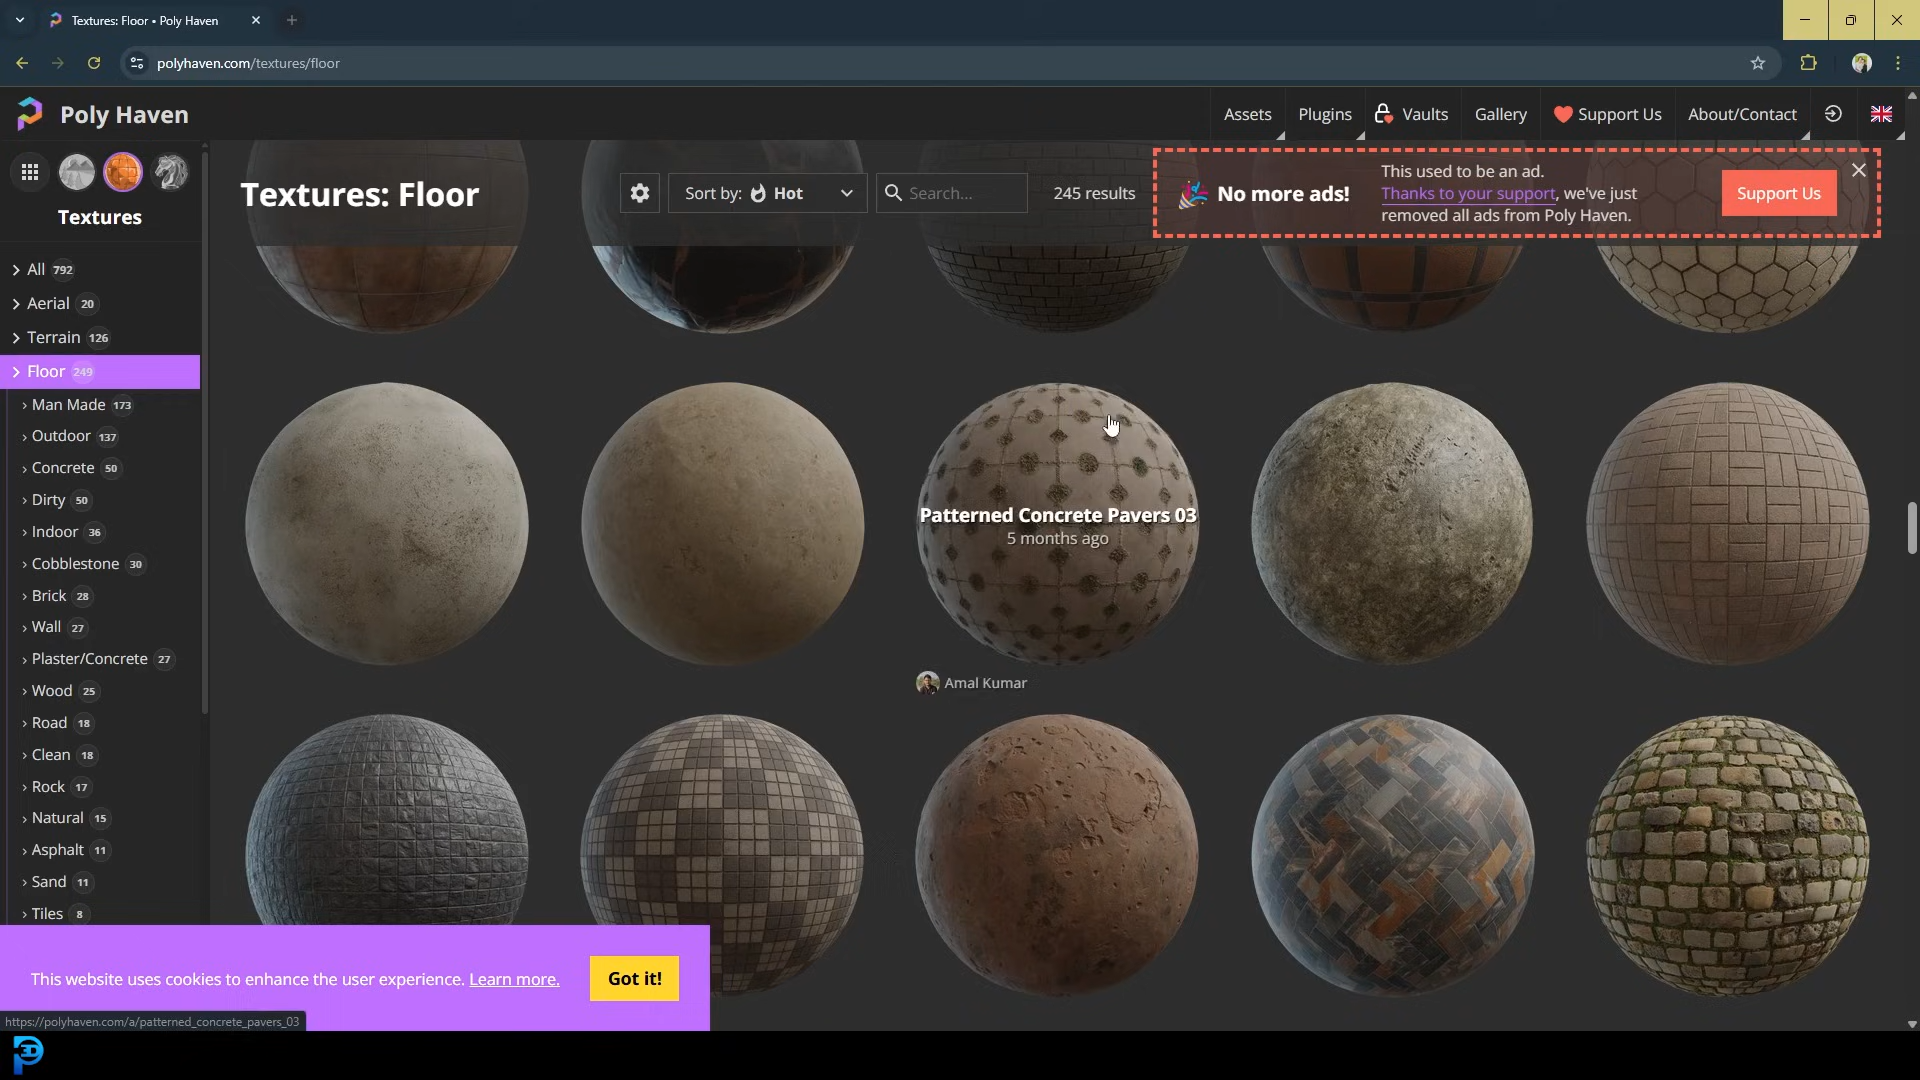 Textures: Floor • Poly Haven
polyhaven.com/textures/floor
Poly Haven
Assets
Plugins
Vaults
Gallery
Support Us
About/Contact
Textures
Textures: Floor
Sort by: Hot
Search...
245 results
No more ads!
This used to be an ad.
Thanks to your support, we've just
removed all ads from Poly Haven.
Support Us
All 792
Aerial 20
Terrain 126
Floor 249
Man Made 173
Outdoor 137
Concrete 50
Dirty 50
Indoor 36
Cobblestone 30
Brick 28
Wall 27
Plaster/Concrete 27
Wood 25
Road 18
Clean 18
Rock 17
Natural 15
Asphalt 11
Sand 11
Tiles 8
Patterned Concrete Pavers 03
5 months ago
Amal Kumar
This website uses cookies to enhance the user experience. Learn more.
Got it!
https://polyhaven.com/a/patterned_concrete_pavers_03
3D